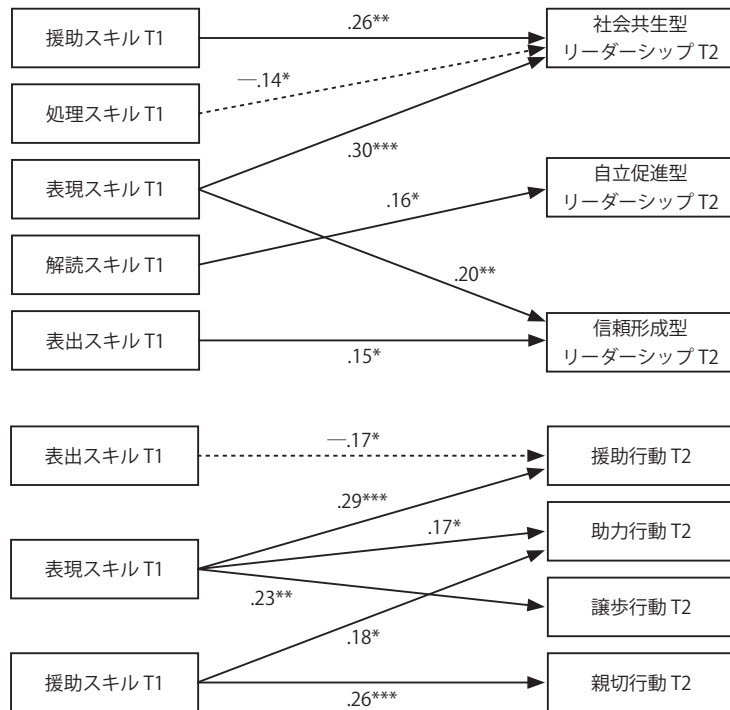 援助スキル T1
.26**
社会共生型
リーダーシップ T2
―.14*
処理スキル T1
.30***
表現スキル T1
自立促進型
リーダーシップ T2
.16*
解読スキル T1
.20**
表出スキル T1
信頼形成型
リーダーシップ T2
.15*
表出スキル T1
―.17*
援助行動 T2
.29***
.17*
助力行動 T2
表現スキル T1
.23**
譲歩行動 T2
.18*
援助スキル T1
親切行動 T2
.26***